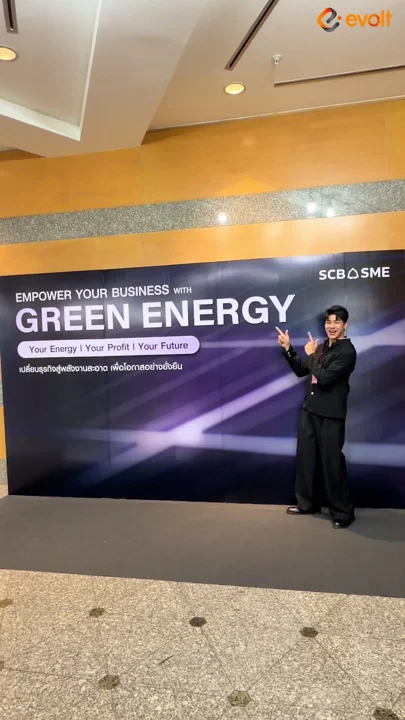 evolt
SCB SME
EMPOWER YOUR BUSINESS WITH
GREEN ENERGY
Your Energy | Your Profit | Your Future
เปลี่ยนธุรกิจสู่พลังงานสะอาด เพื่อโอกาสอย่างยั่งยืน